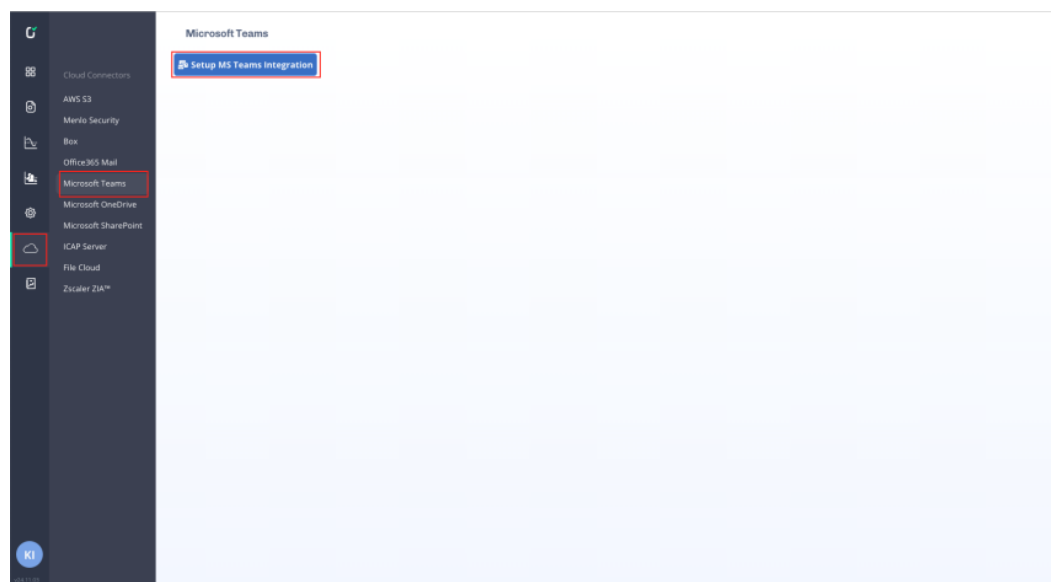 Microsoft Teams
Setup MS Teams Integration
Cloud Connectors
AWS S3
Menlo Security
Box
Office365 Mail
Microsoft Teams
Microsoft OneDrive
Microsoft SharePoint
ICAP Server
File Cloud
Zscaler ZIA™
KI